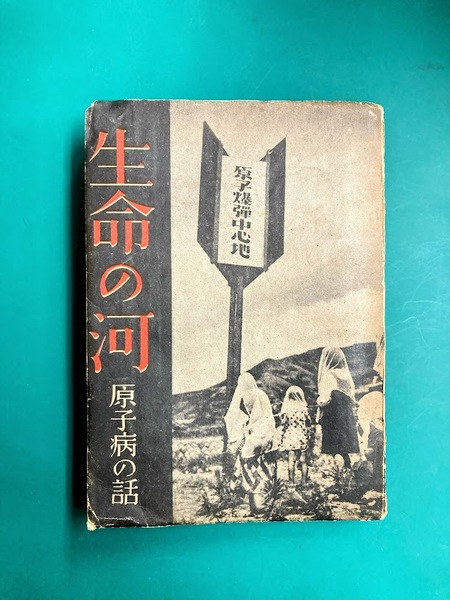 生命の河
原子病の話
原子爆彈中心地